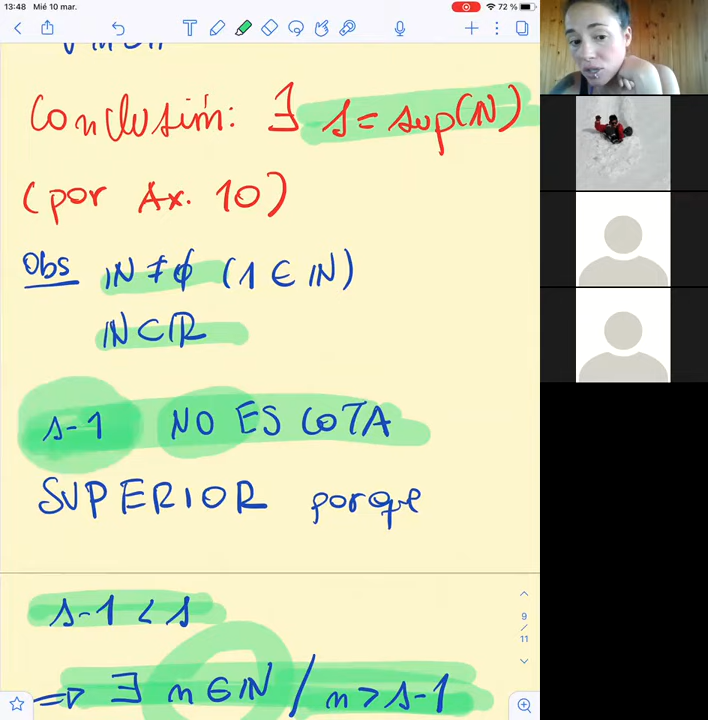 13:48 Mié 10 mar.
72 %
Conclusión: ∃ s = sup(ℕ)
(por Ax. 10)
Obs ℕ ≠ ∅ (1 ∈ ℕ)
ℕ ⊂ ℝ
s-1 NO ES COTA
SUPERIOR porque
9
/
11
s-1 < s
⇒ ∃ n ∈ ℕ / n > s-1